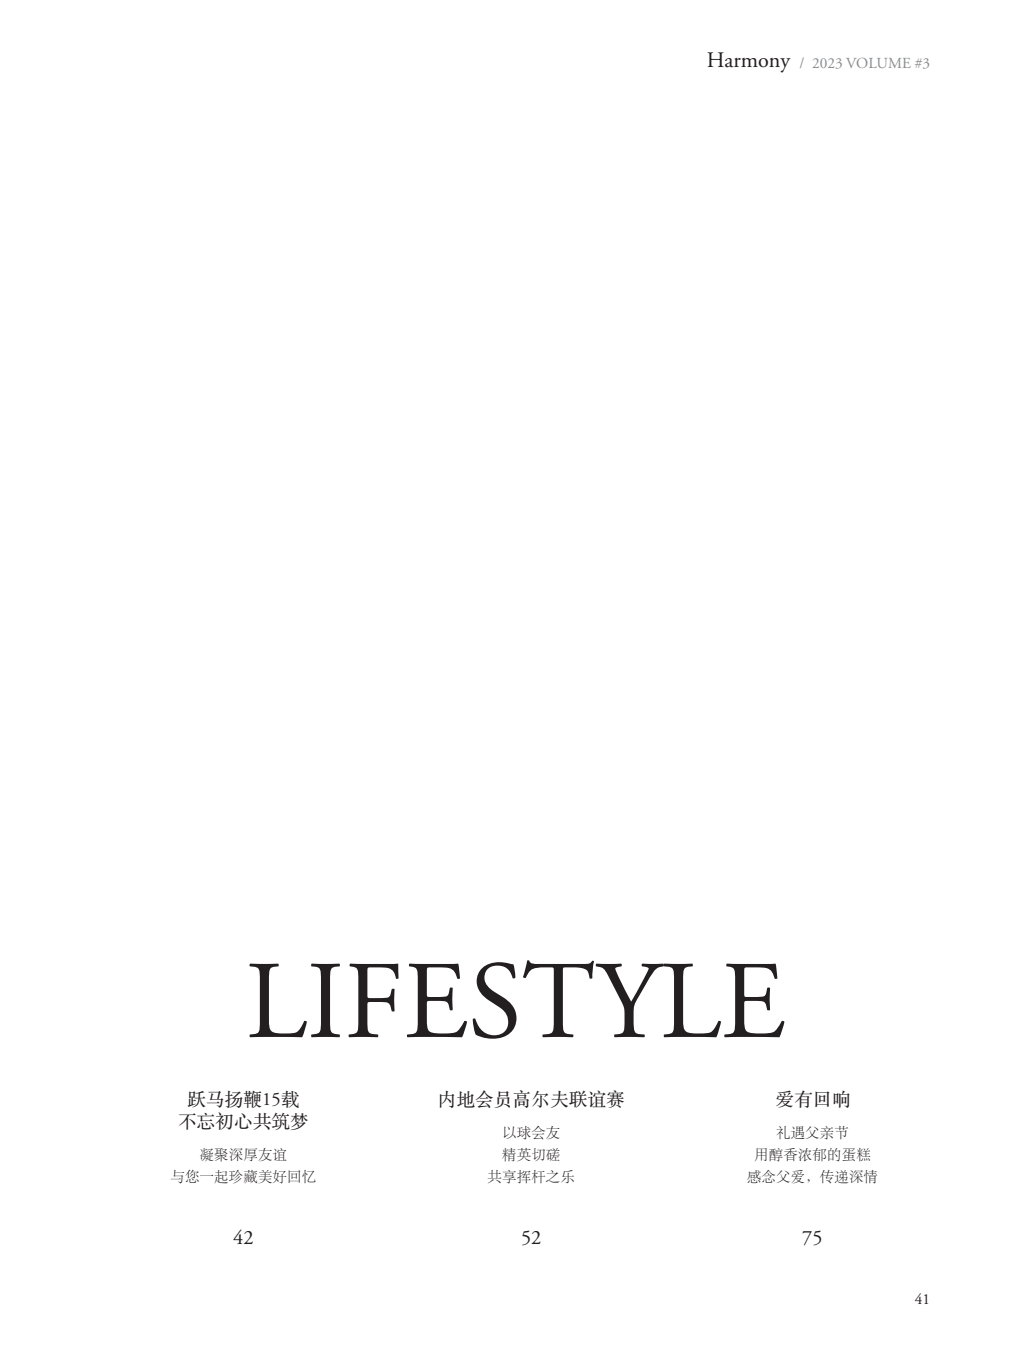 Harmony / 2023 VOLUME #3
LIFESTYLE
跃马扬鞭15载
不忘初心共筑梦
凝聚深厚友谊
与您一起珍藏美好回忆
42
内地会员高尔夫联谊赛
以球会友
精英切磋
共享挥杆之乐
52
爱有回响
礼遇父亲节
用醇香浓郁的蛋糕
感念父爱，传递深情
75
41